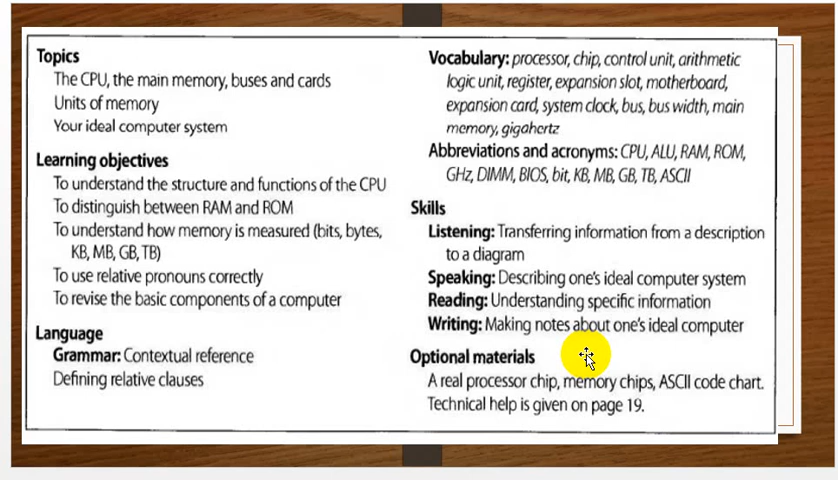 Topics
The CPU, the main memory, buses and cards
Units of memory
Your ideal computer system
Learning objectives
To understand the structure and functions of the CPU
To distinguish between RAM and ROM
To understand how memory is measured (bits, bytes,
KB, MB, GB, TB)
To use relative pronouns correctly
To revise the basic components of a computer
Language
Grammar: Contextual reference
Defining relative clauses
Vocabulary: processor, chip, control unit, arithmetic
logic unit, register, expansion slot, motherboard,
expansion card, system clock, bus, bus width, main
memory, gigahertz
Abbreviations and acronyms: CPU, ALU, RAM, ROM,
GHz, DIMM, BIOS, bit, KB, MB, GB, TB, ASCII
Skills
Listening: Transferring information from a description
to a diagram
Speaking: Describing one's ideal computer system
Reading: Understanding specific information
Writing: Making notes about one's ideal computer
Optional materials
A real processor chip, memory chips, ASCII code chart.
Technical help is given on page 19.